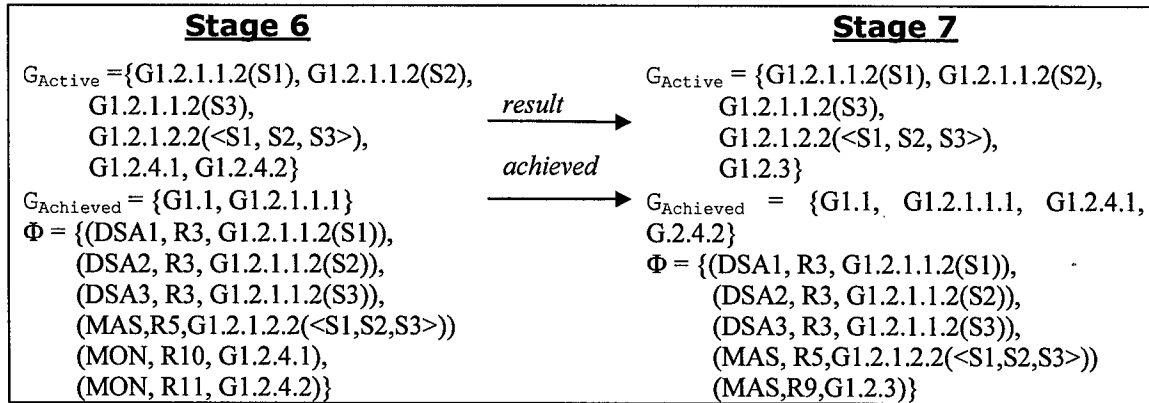 Stage 6
G_Active ={G1.2.1.1.2(S1), G1.2.1.1.2(S2),
G1.2.1.1.2(S3),
G1.2.1.2.2(<S1, S2, S3>),
G1.2.4.1, G1.2.4.2}
G_Achieved = {G1.1, G1.2.1.1.1}
Φ = {(DSA1, R3, G1.2.1.1.2(S1)),
(DSA2, R3, G1.2.1.1.2(S2)),
(DSA3, R3, G1.2.1.1.2(S3)),
(MAS,R5,G1.2.1.2.2(<S1,S2,S3>))
(MON, R10, G1.2.4.1),
(MON, R11, G1.2.4.2)}
result
achieved
Stage 7
G_Active = {G1.2.1.1.2(S1), G1.2.1.1.2(S2),
G1.2.1.1.2(S3),
G1.2.1.2.2(<S1, S2, S3>),
G1.2.3}
G_Achieved = {G1.1, G1.2.1.1.1, G1.2.4.1,
G.2.4.2}
Φ = {(DSA1, R3, G1.2.1.1.2(S1)),
(DSA2, R3, G1.2.1.1.2(S2)),
(DSA3, R3, G1.2.1.1.2(S3)),
(MAS, R5,G1.2.1.2.2(<S1,S2,S3>))
(MAS,R9,G1.2.3)}